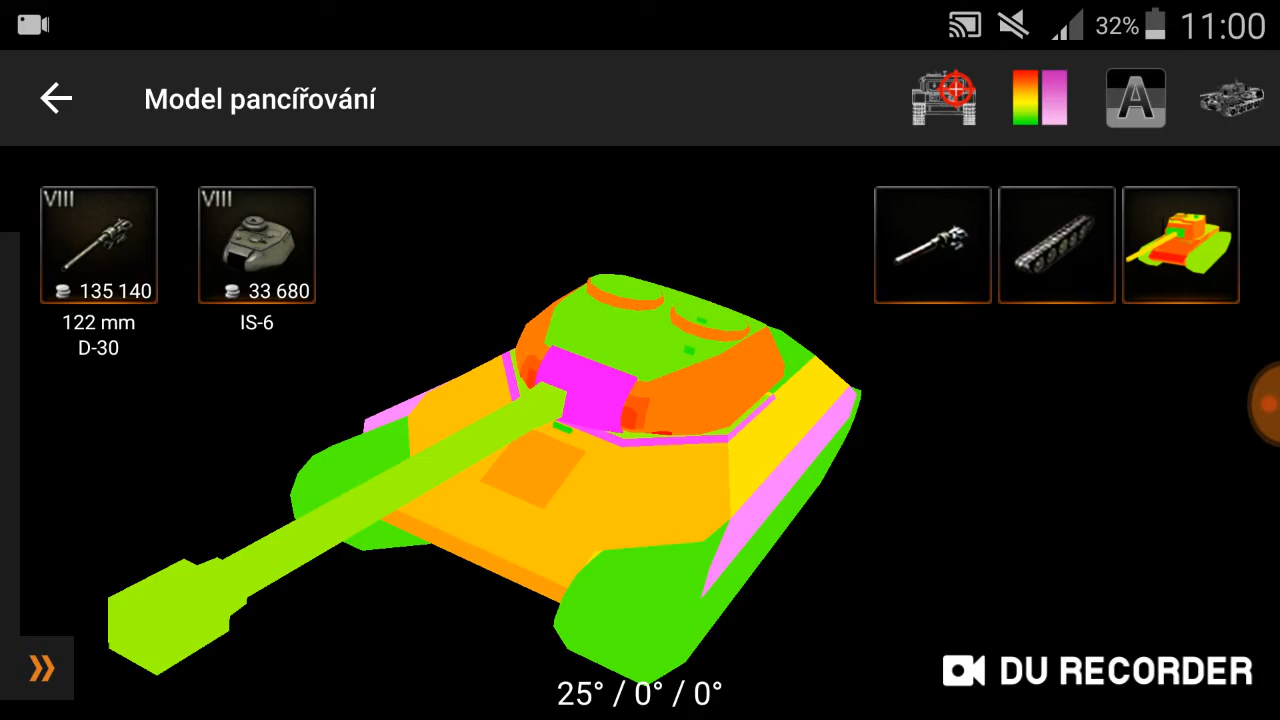 32% 11:00
Model pancířování
A
VIII
135 140
122 mm
D-30
VIII
33 680
IS-6
25° / 0° / 0°
DU RECORDER